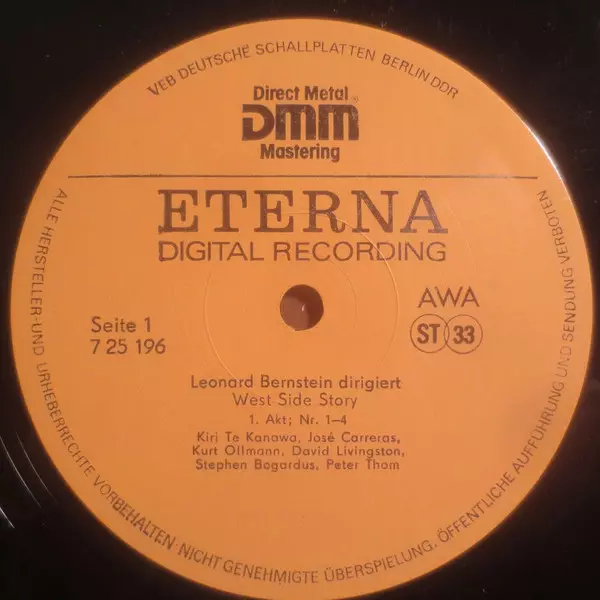 VEB DEUTSCHE SCHALLPLATTEN BERLIN DDR
Direct Metal
DMM®
Mastering
ETERNA
DIGITAL RECORDING
Seite 1
7 25 196
AWA
ST 33
Leonard Bernstein dirigiert
West Side Story
1. Akt; Nr. 1–4
Kiri Te Kanawa, José Carreras,
Kurt Ollmann, David Livingston,
Stephen Bogardus, Peter Thom
ALLE HERSTELLER-UND URHEBERRECHTE VORBEHALTEN·NICHT GENEHMIGTE ÜBERSPIELUNG, ÖFFENTLICHE AUFFÜHRUNG UND SENDUNG VERBOTEN